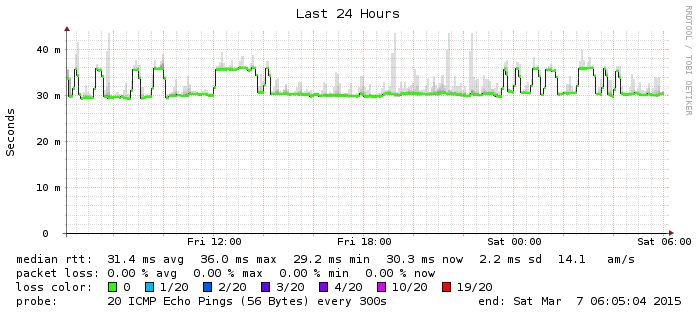 Last 24 Hours
RRDTOOL / TOBI OETIKER
Seconds
40 m
30 m
20 m
10 m
0
Fri 12:00 Fri 18:00 Sat 00:00 Sat 06:00
median rtt: 31.4 ms avg 36.0 ms max 29.2 ms min 30.3 ms now 2.2 ms sd 14.1 am/s
packet loss: 0.00 % avg 0.00 % max 0.00 % min 0.00 % now
loss color: 0 1/20 2/20 3/20 4/20 10/20 19/20
probe: 20 ICMP Echo Pings (56 Bytes) every 300s end: Sat Mar 7 06:05:04 2015